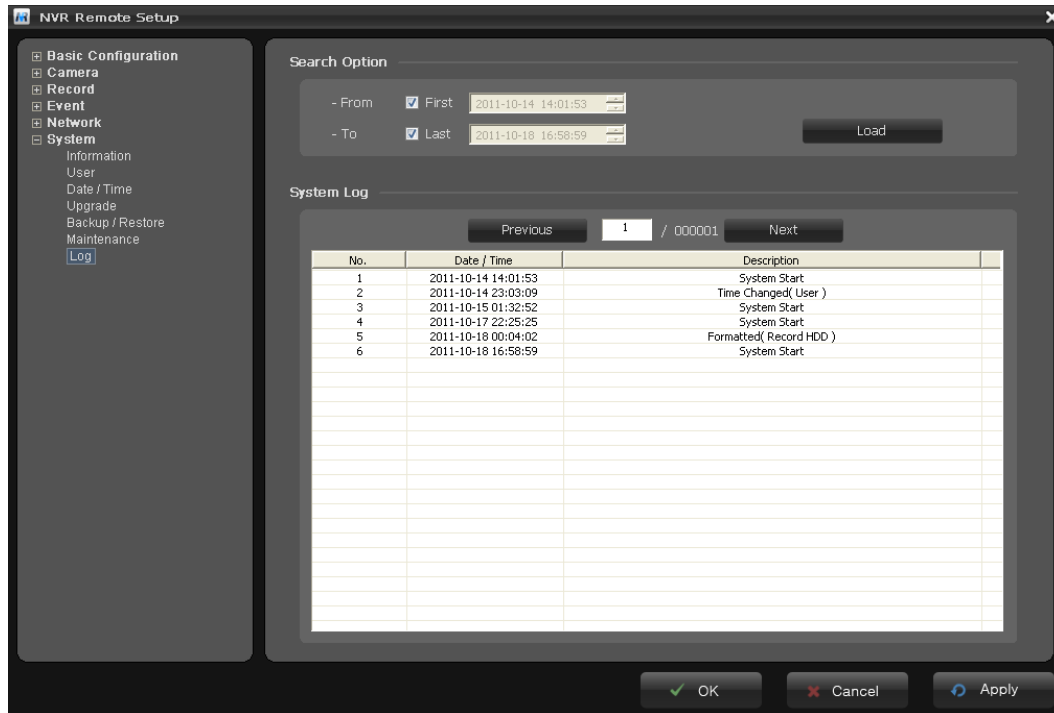 NVR Remote Setup
Basic Configuration
Camera
Record
Event
Network
System
Information
User
Date / Time
Upgrade
Backup / Restore
Maintenance
Log
Search Option
- From First 2011-10-14 14:01:53
- To Last 2011-10-18 16:58:59 Load
System Log
Previous 1 / 000001 Next
No. Date / Time Description
1 2011-10-14 14:01:53 System Start
2 2011-10-14 23:03:09 Time Changed( User )
3 2011-10-15 01:32:52 System Start
4 2011-10-17 22:25:25 System Start
5 2011-10-18 00:04:02 Formatted( Record HDD )
6 2011-10-18 16:58:59 System Start
OK Cancel Apply